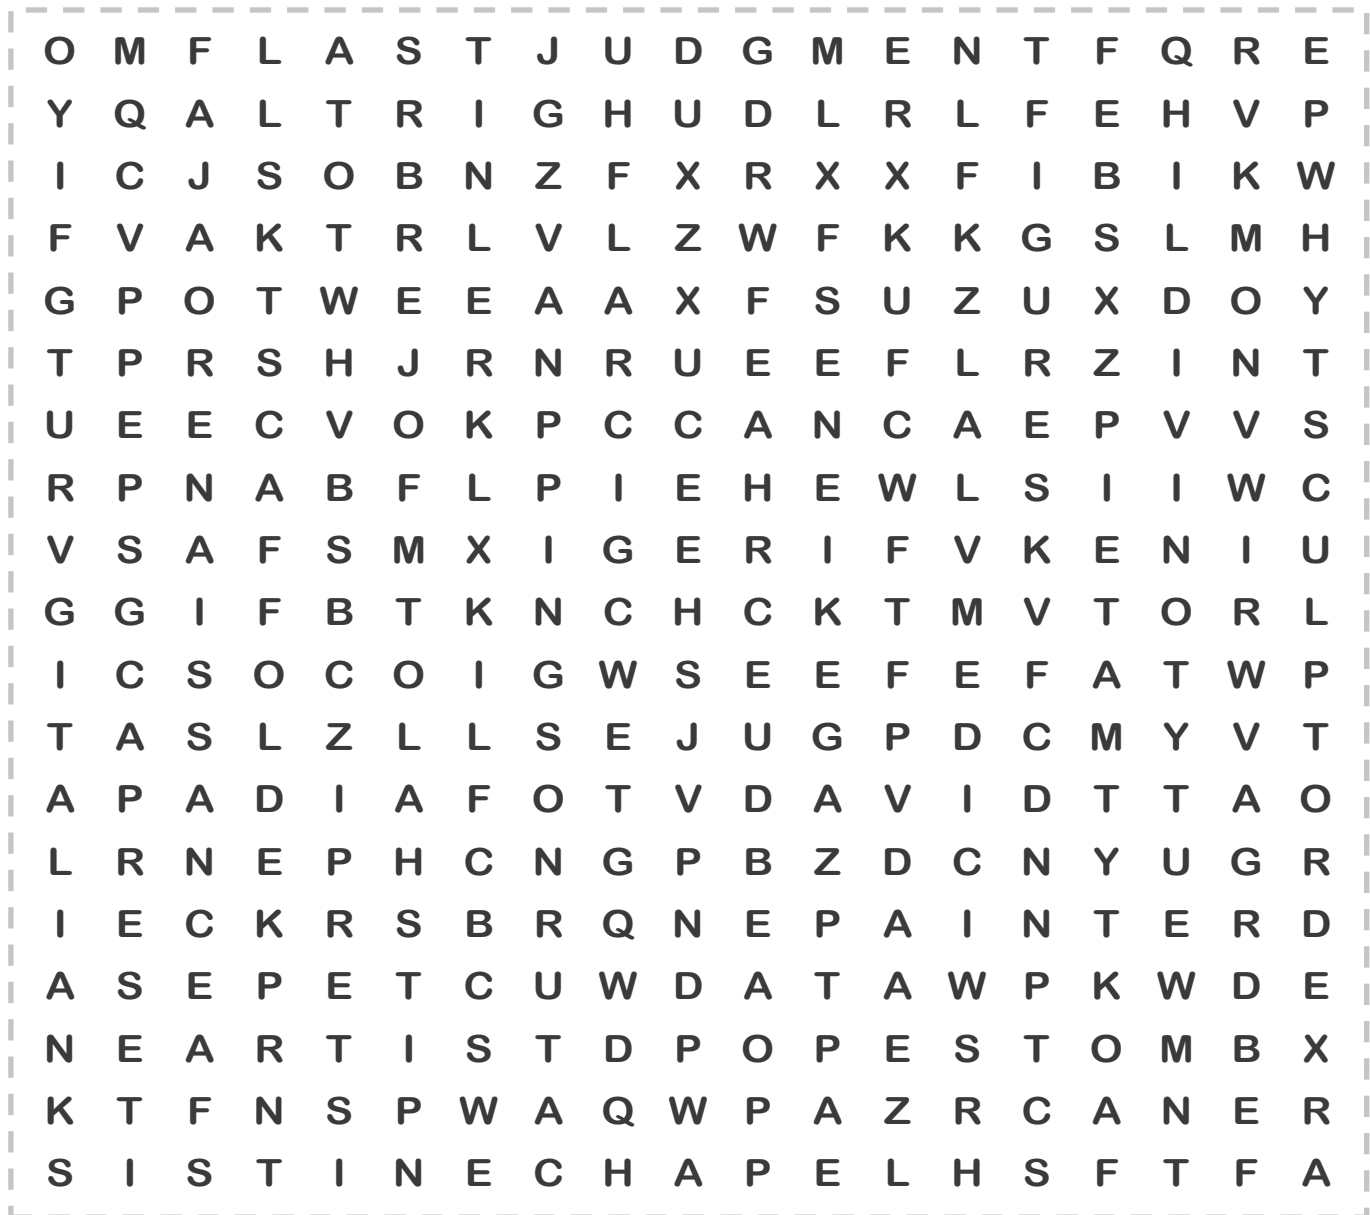 O M F L A S T J U D G M E N T F Q R E
Y Q A L T R I G H U D L R L F E H V P
I C J S O B N Z F X R X X F I B I K W
F V A K T R L V L Z W F K K G S L M H
G P O T W E E A A X F S U Z U X D O Y
T P R S H J R N R U E E F L R Z I N T
U E E C V O K P C C A N C A E P V V S
R P N A B F L P I E H E W L S I I W C
V S A F S M X I G E R I F V K E N I U
G G I F B T K N C H C K T M V T O R L
I C S O C O I G W S E E F E F A T W P
T A S L Z L L S E J U G P D C M Y V T
A P A D I A F O T V D A V I D T T A O
L R N E P H C N G P B Z D C N Y U G R
I E C K R S B R Q N E P A I N T E R D
A S E P E T C U W D A T A W P K W D E
N E A R T I S T D P O P E S T O M B X
K T F N S P W A Q W P A Z R C A N E R
S I S T I N E C H A P E L H S F T F A